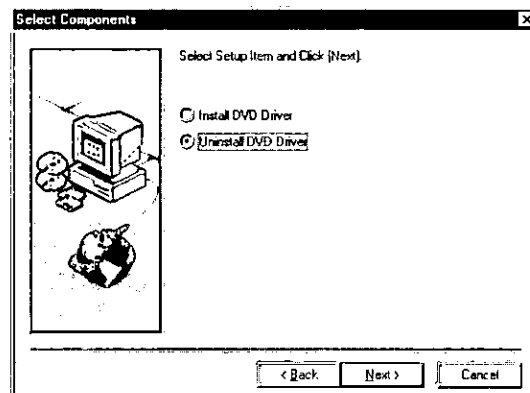 Select Components
Select Setup Item and Click [Next].
Install DVD Driver
Uninstall DVD Driver
< Back
Next >
Cancel